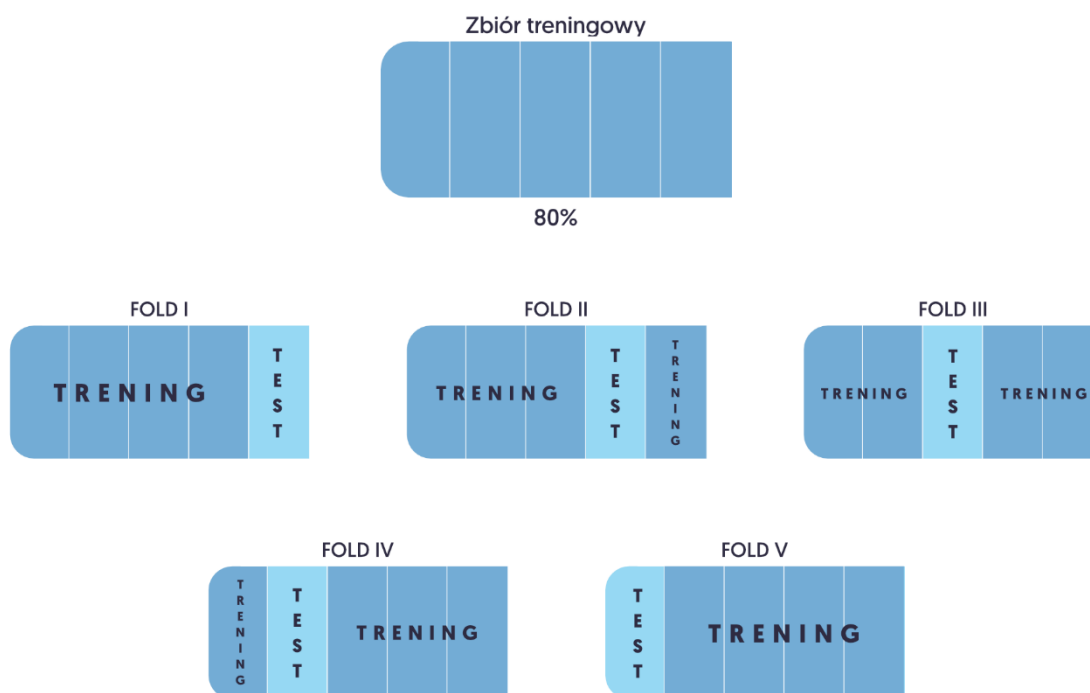 Zbiór treningowy
80%
FOLD I
TRENING
TEST
FOLD II
TRENING
TEST
TRENING
FOLD III
TRENING
TEST
TRENING
FOLD IV
TRENING
TEST
TRENING
FOLD V
TEST
TRENING